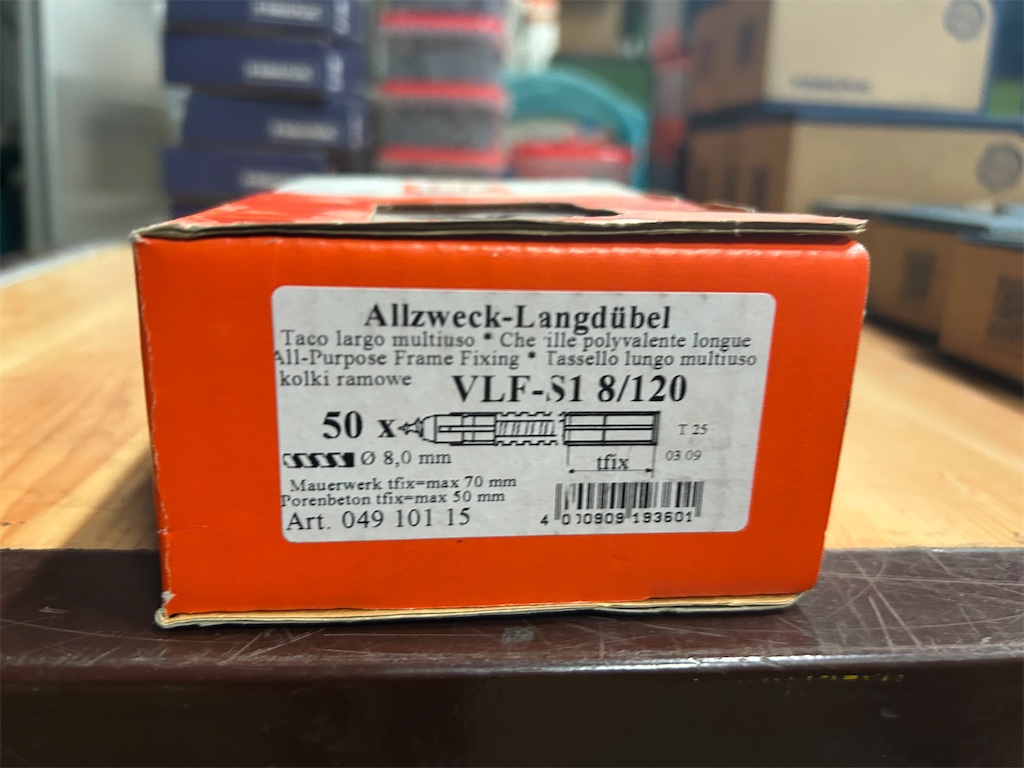 Allzweck-Langdübel
Taco largo multiuso * Che ille polyvalente longue
All-Purpose Frame Fixing * Tassello lungo multiuso
kolki ramowe VLF-S1 8/120
50 x
T 25
Ø 8,0 mm
tfix
03.09
Mauerwerk tfix=max 70 mm
Porenbeton tfix=max 50 mm
Art. 049 101 15
4 010909 193601